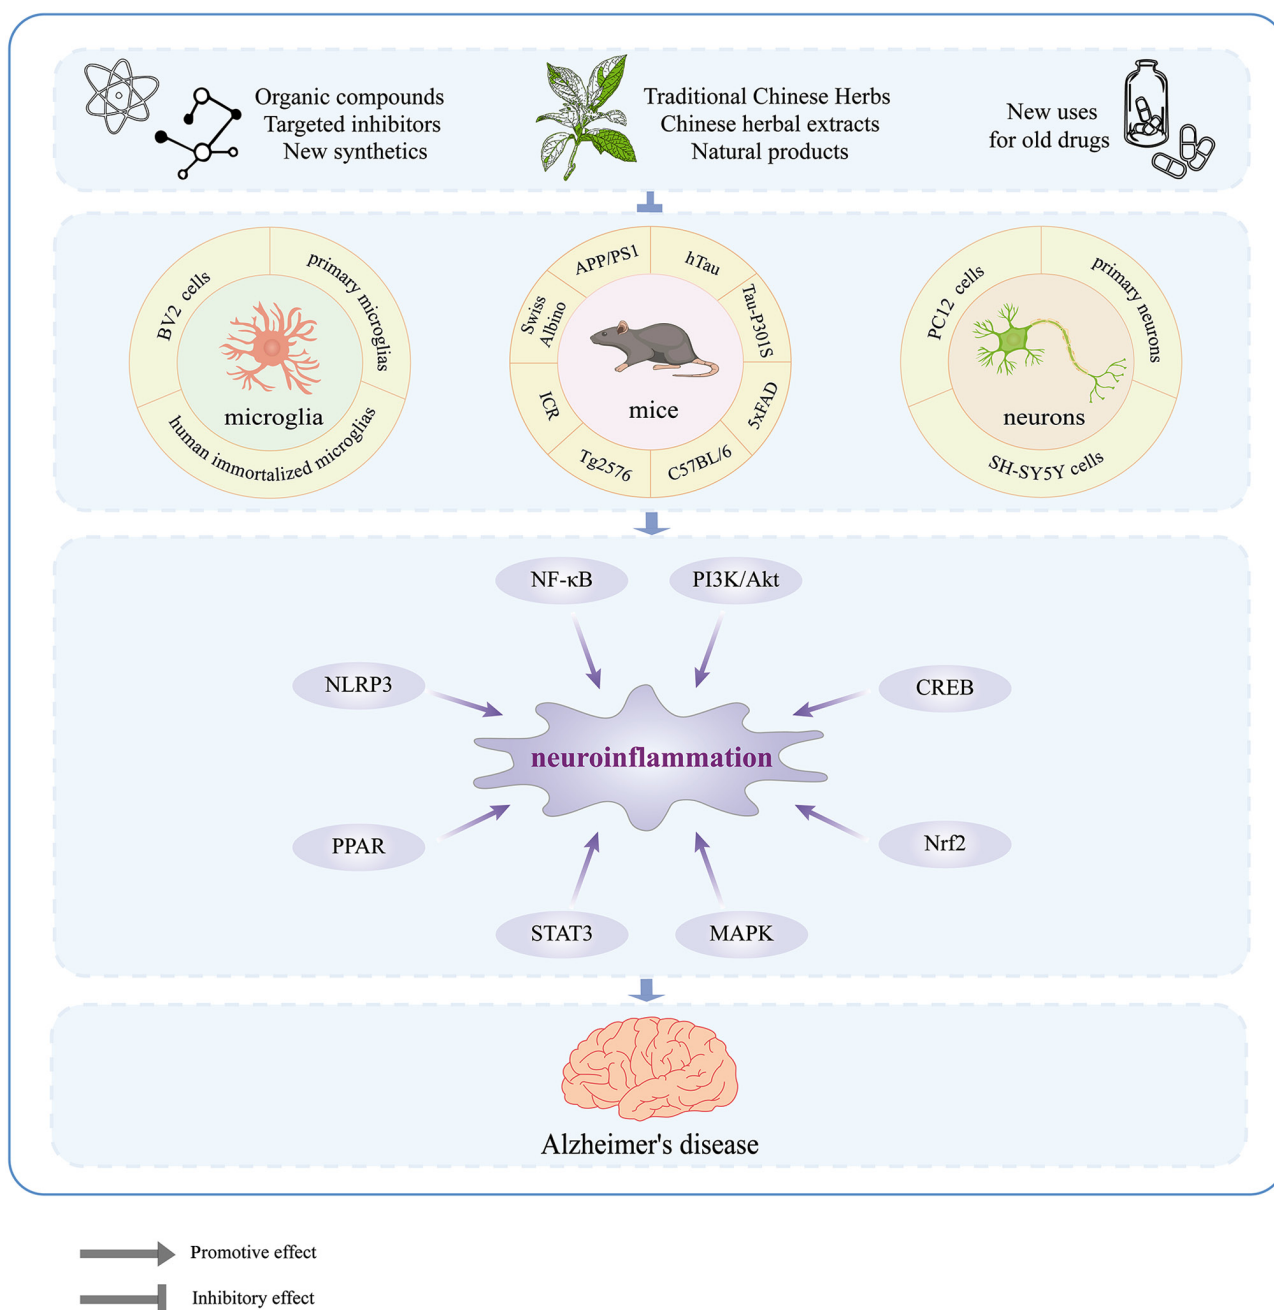 Organic compounds
Targeted inhibitors
New synthetics
Traditional Chinese Herbs
Chinese herbal extracts
Natural products
New uses
for old drugs
BV2 cells
primary microglias
human immortalized microglias
microglia
APP/PS1
hTau
Tau-P301S
5xFAD
C57BL/6
Tg2576
ICR
Swiss
Albino
mice
PC12 cells
primary neurons
SH-SY5Y cells
neurons
NF-κB
PI3K/Akt
NLRP3
CREB
neuroinflammation
PPAR
Nrf2
STAT3
MAPK
Alzheimer's disease
Promotive effect
Inhibitory effect